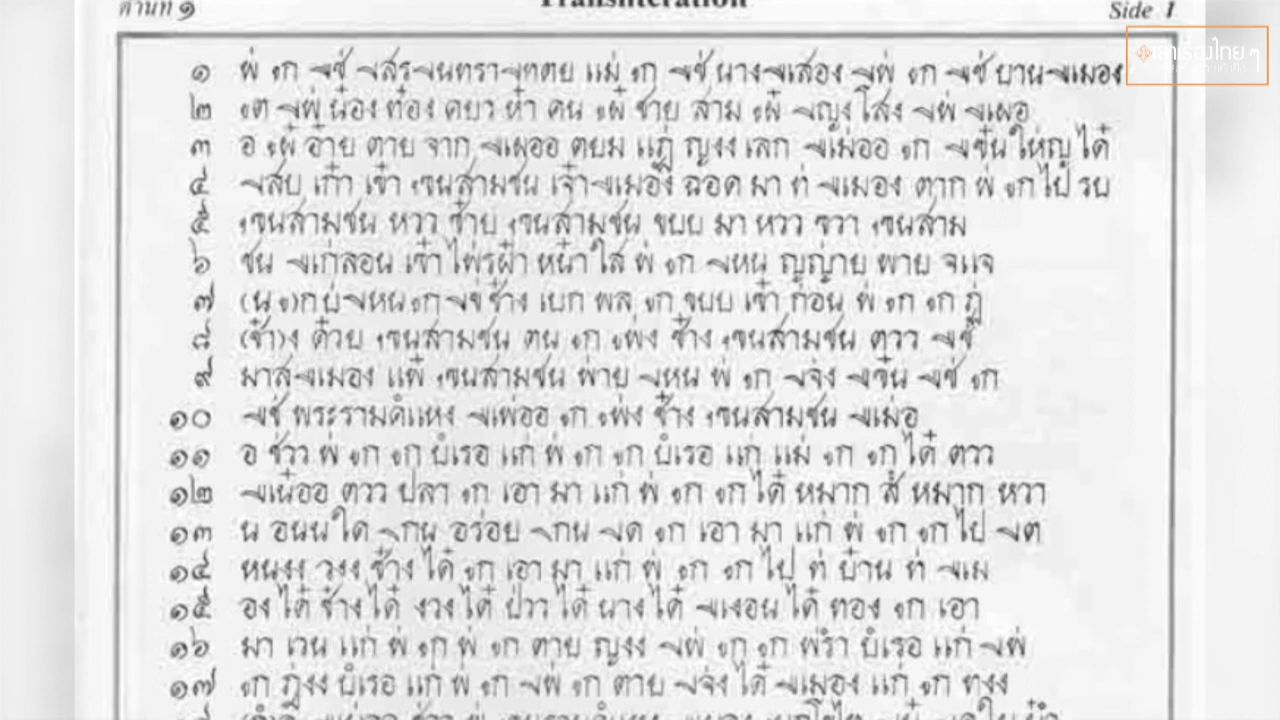 ด้านที่ ๑ Transliteration Side 1
๑ พ่ กู ชื่ ศรีอินทราทีตย แม่ กู ชื่ นางเสือง พี่ กู ชื่ บานเมือง
๒ ตู พี่ น๋อง ท๋อง ดยว ห๋า คน ผู๋ ชาย สาม ผู๋ ญีง โสง พี่ เผือ
๓ อ ผู๋ อ๋าย ตาย จาก เผืออ ตยม แฏ่ ญงง เลก เมื่ออ กู ขึ๋น ใหญ่ ได๋
๔ สิบ เก๋า เข๋า ขุนสามชน เจ๋าเมือง ฉอด มา ท่ เมือง ตาก พ่ กู ไป รบ
๕ ขุนสามชน หวว ซ๋าย ขุนสามชน ขบบ มา หวว ขวา ขุนสาม
๖ ชน เกลื่อน เข๋า ไพร่ฝ๋า หน๋า ใส พ่ กู หนี ญญ่าย พาย จแจ
๗ (น) กู บ่ หนี กู ขี่ ช๋าง เบก พล กู ขบบ เข๋า ก่อน พ่ กู กู ฏ่
๘ (ช๋า)ง ด๋วย ขุนสามชน ตน กู พุ่ง ช๋าง ขุนสามชน ตวว ชื่
๙ มาสเมือง แพ๋ ขุนสามชน พ่าย หนี พ่ กู จึ่ง ขึ๋น ชื่ กู
๑๐ ชื่ พระรามคํแหง เพื่ออ กู พุ่ง ช๋าง ขุนสามชน เมื่อ
๑๑ อ ชั่วว พ่ กู กู บํเรอ แก่ พ่ กู กู บํเรอ แก่ แม่ กู กู ได๋ ตวว
๑๒ เนื๋ออ ตวว ปลา กู เอา มา แก่ พ่ กู กู ได๋ หมาก ส๋ หมาก หวา
๑๓ น อนน ใด กิน อร่อย กิน ดี กู เอา มา แก่ พ่ กู กู ไป ตี
๑๔ หนงง วงง ช๋าง ได๋ กู เอา มา แก่ พ่ กู กู ไป ท่ บ๋าน ท่ เมื
๑๕ อง ได๋ ช๋าง ได๋ งวง ได๋ ป่วว ได๋ นาง ได๋ เงือน ได๋ ทอง กู เอา
๑๖ มา เวน แก่ พ่ กู พ่ กู ตาย ญงง พี่ กู กู พร่ำ บํเรอ แก่ พี่
๑๗ กู ฎงง บํเรอ แก่ พ่ กู พี่ กู ตาย จึ่ง ได๋ เมือง แก่ กู ทงง